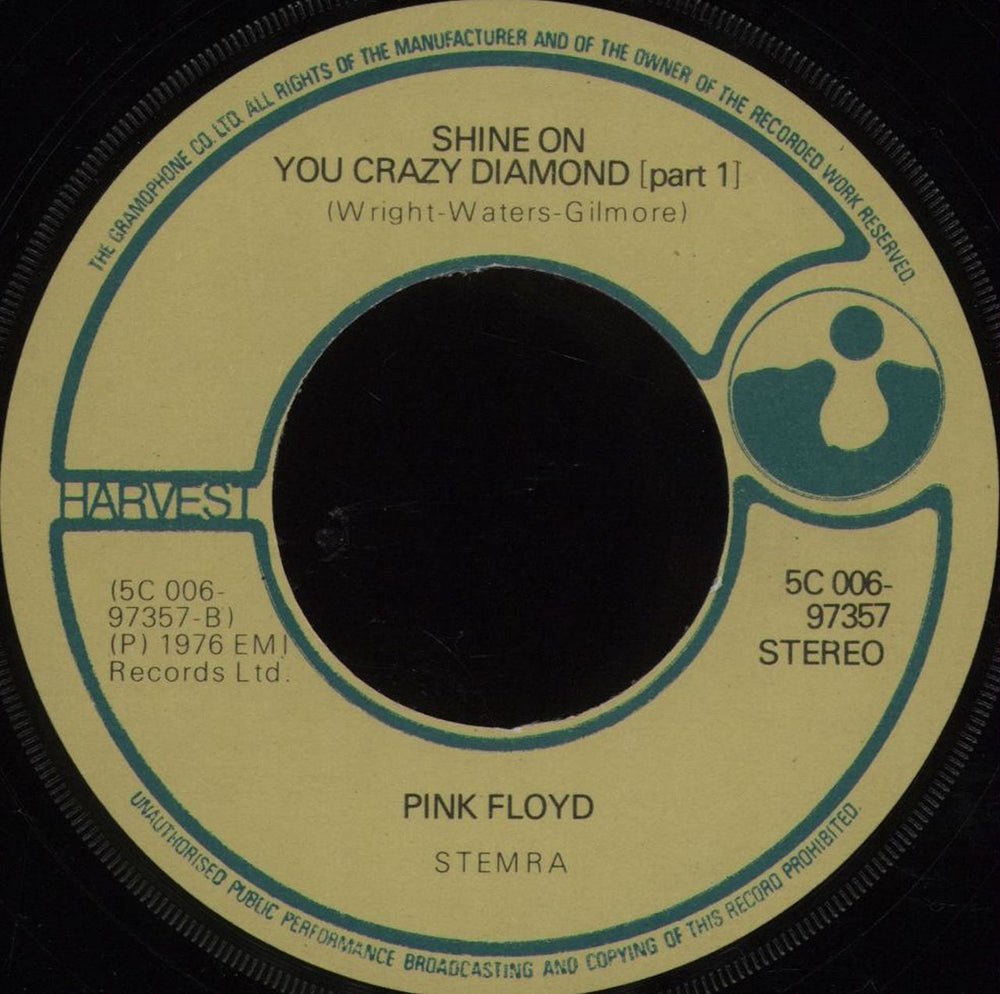 THE GRAMOPHONE CO. LTD. ALL RIGHTS OF THE MANUFACTURER AND OF THE OWNER OF THE RECORDED WORK RESERVED.
SHINE ON
YOU CRAZY DIAMOND [part 1]
(Wright-Waters-Gilmore)
HARVEST
(5C 006-
97357-B)
(P) 1976 EMI
Records Ltd.
5C 006-
97357
STEREO
PINK FLOYD
STEMRA
UNAUTHORISED PUBLIC PERFORMANCE BROADCASTING AND COPYING OF THIS RECORD PROHIBITED.